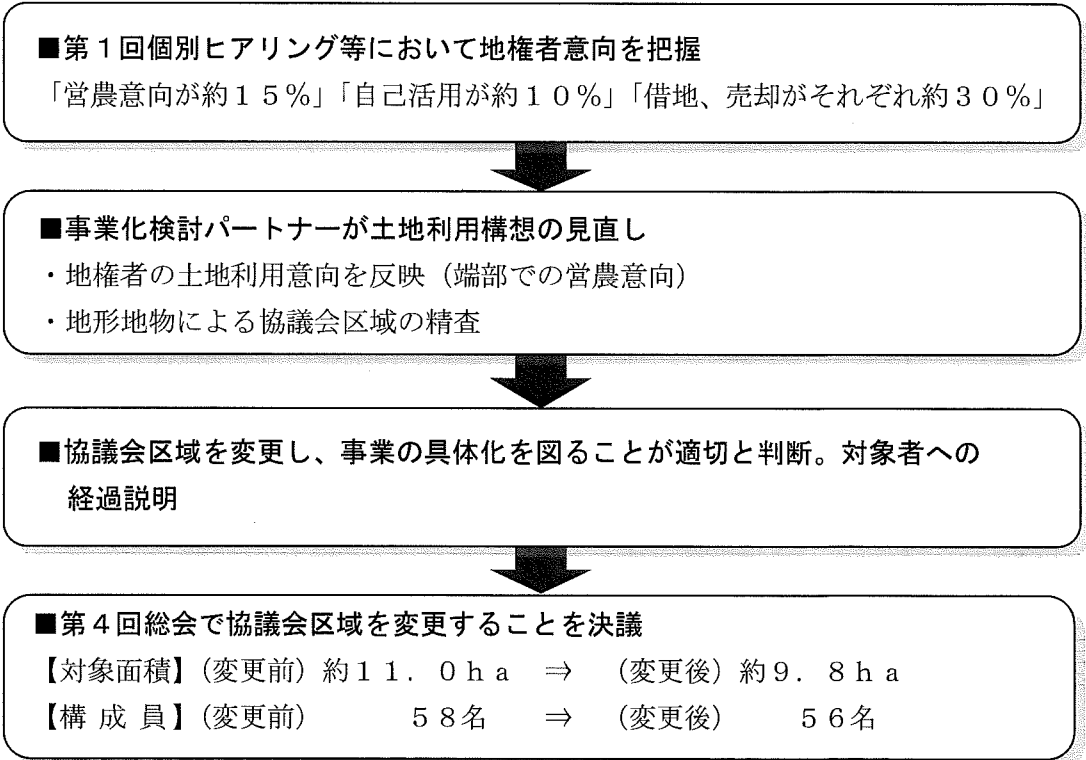 ■第１回個別ヒアリング等において地権者意向を把握
「営農意向が約１５％」「自己活用が約１０％」「借地、売却がそれぞれ約３０％」
■事業化検討パートナーが土地利用構想の見直し
・地権者の土地利用意向を反映（端部での営農意向）
・地形地物による協議会区域の精査
■協議会区域を変更し、事業の具体化を図ることが適切と判断。対象者への
経過説明
■第４回総会で協議会区域を変更することを決議
【対象面積】（変更前）約１１．０ｈａ ⇒ （変更後）約９．８ｈａ
【構 成 員】（変更前） ５８名 ⇒ （変更後） ５６名